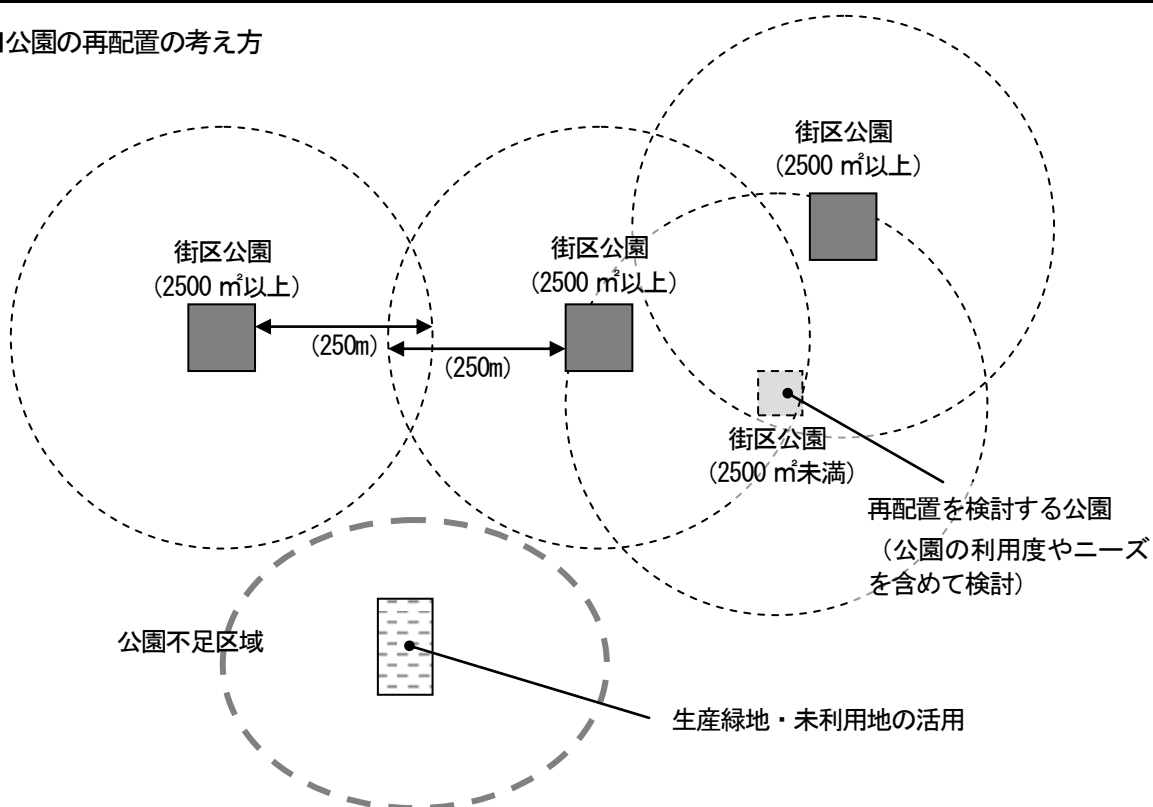 公園の再配置の考え方
街区公園
(2500 ㎡以上)
街区公園
(2500 ㎡以上)
街区公園
(2500 ㎡以上)
(250m)
(250m)
街区公園
(2500 ㎡未満)
再配置を検討する公園
(公園の利用度やニーズ
を含めて検討)
公園不足区域
生産緑地・未利用地の活用